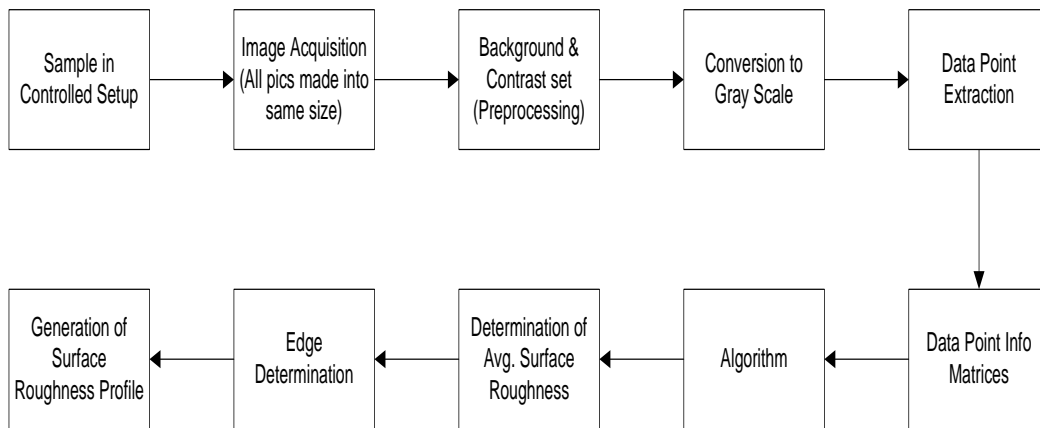 Sample in
Controlled Setup
Image Acquisition
(All pics made into
same size)
Background &
Contrast set
(Preprocessing)
Conversion to
Gray Scale
Data Point
Extraction
Data Point Info
Matrices
Algorithm
Determination of
Avg. Surface
Roughness
Edge
Determination
Generation of
Surface
Roughness Profile